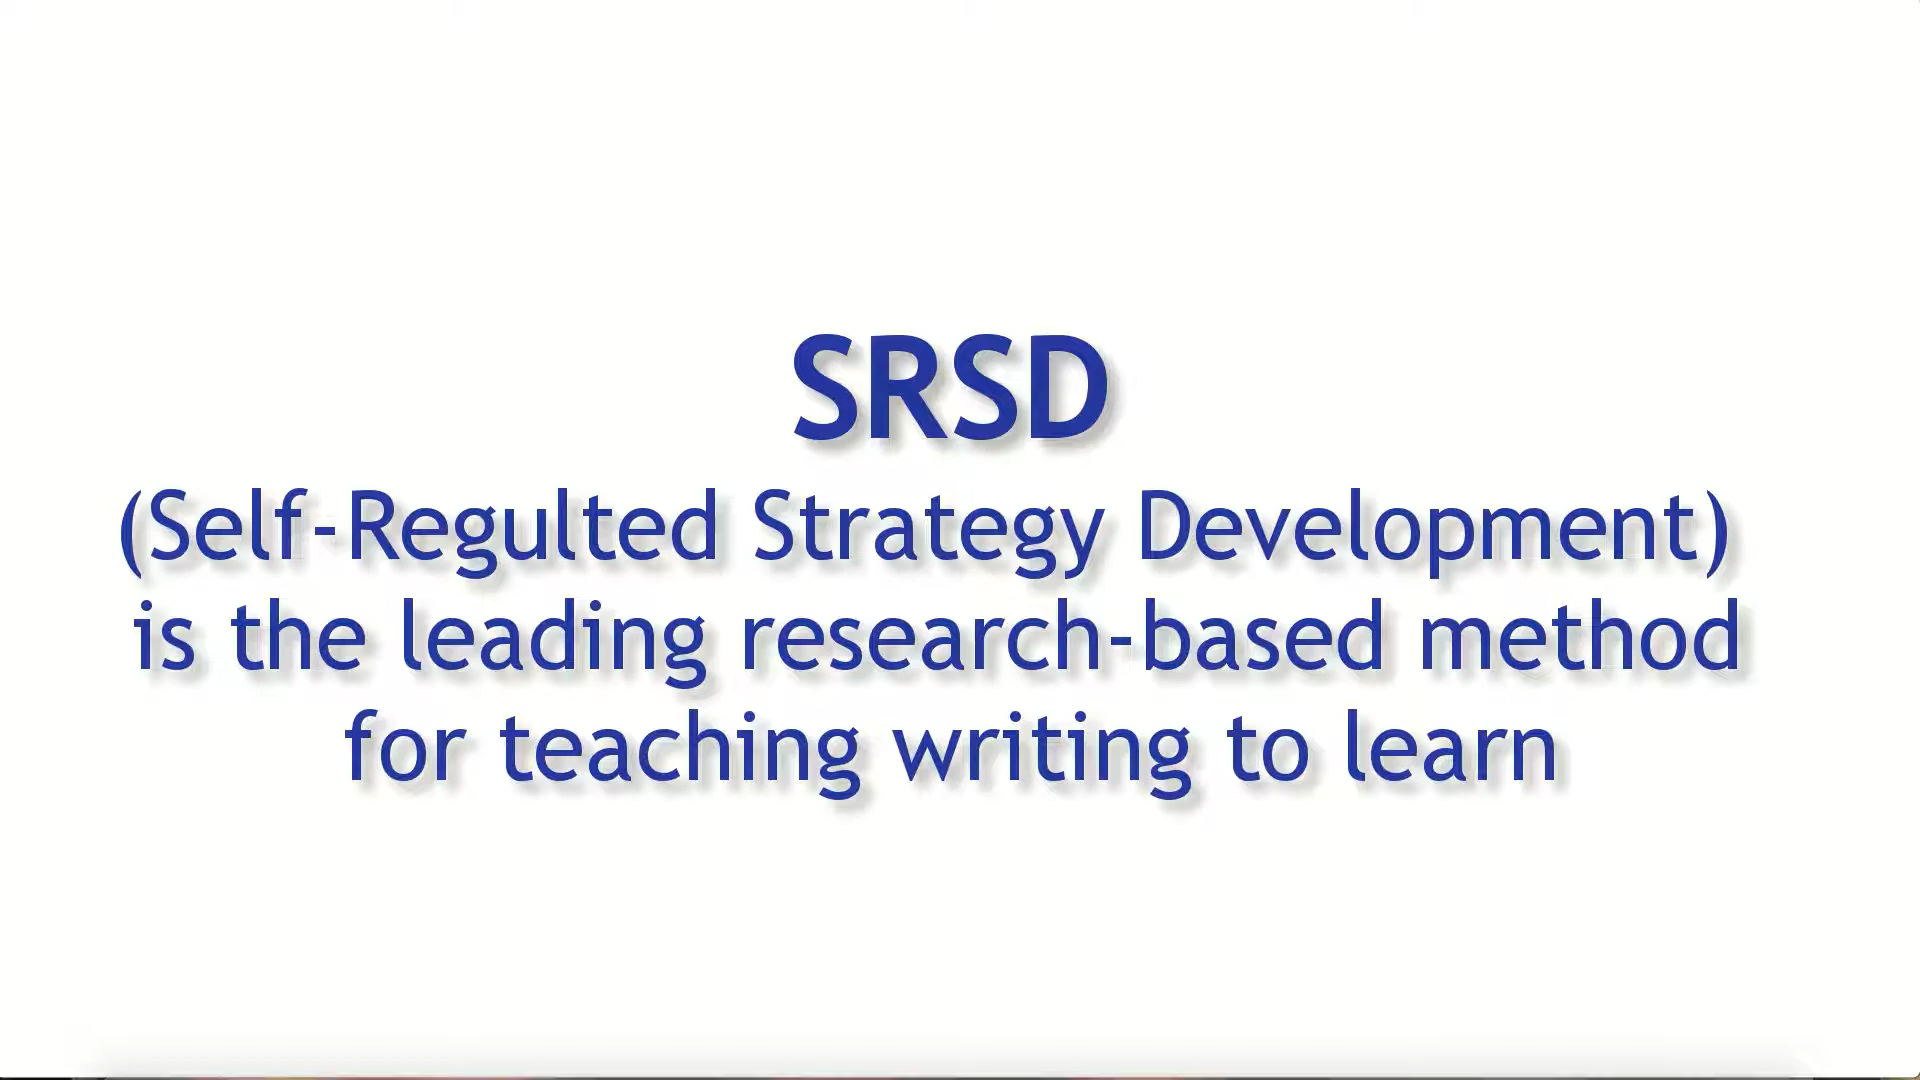 SRSD
(Self-Regulted Strategy Development)
is the leading research-based method
for teaching writing to learn